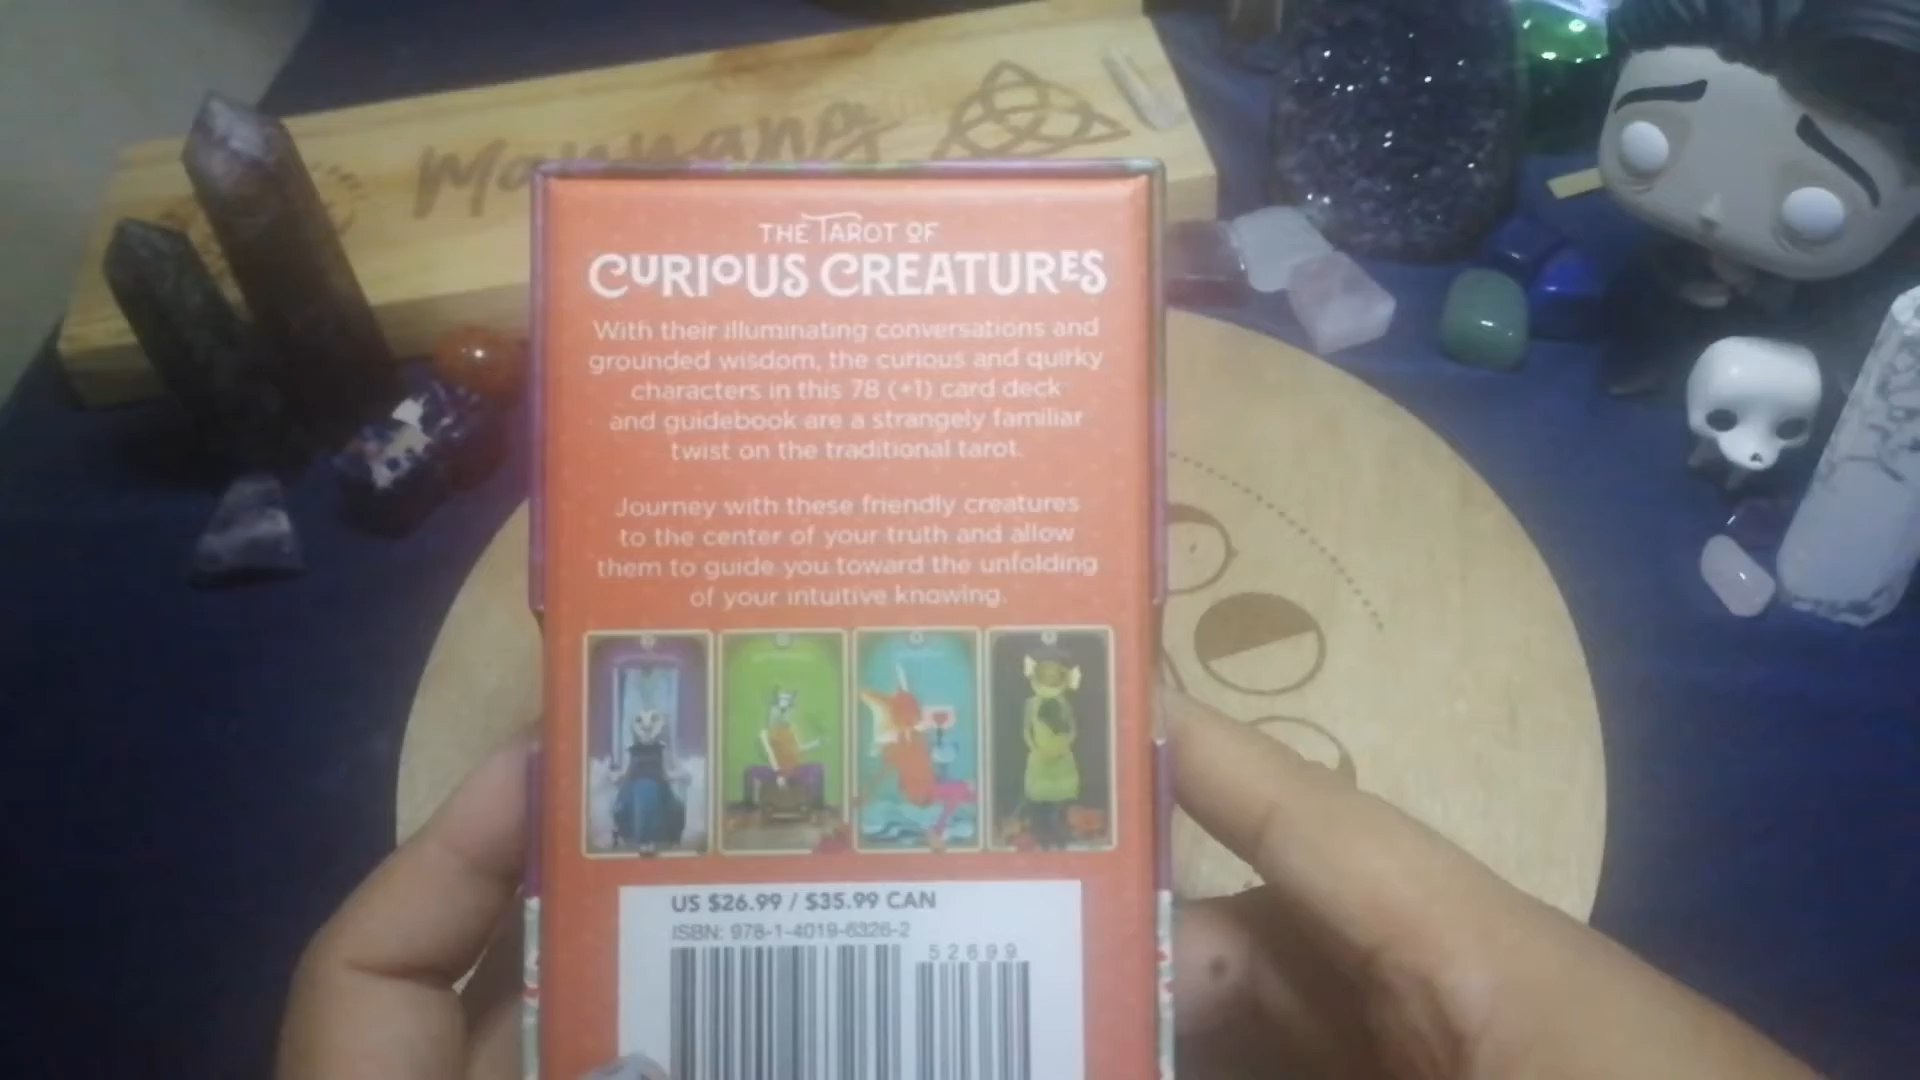 Mannang
THE TAROT OF
CURIOUS CREATURES
With their illuminating conversations and
grounded wisdom, the curious and quirky
characters in this 78 (+1) card deck
and guidebook are a strangely familiar
twist on the traditional tarot.
Journey with these friendly creatures
to the center of your truth and allow
them to guide you toward the unfolding
of your intuitive knowing.
US $26.99 / $35.99 CAN
ISBN: 978-1-4019-6326-2
52699